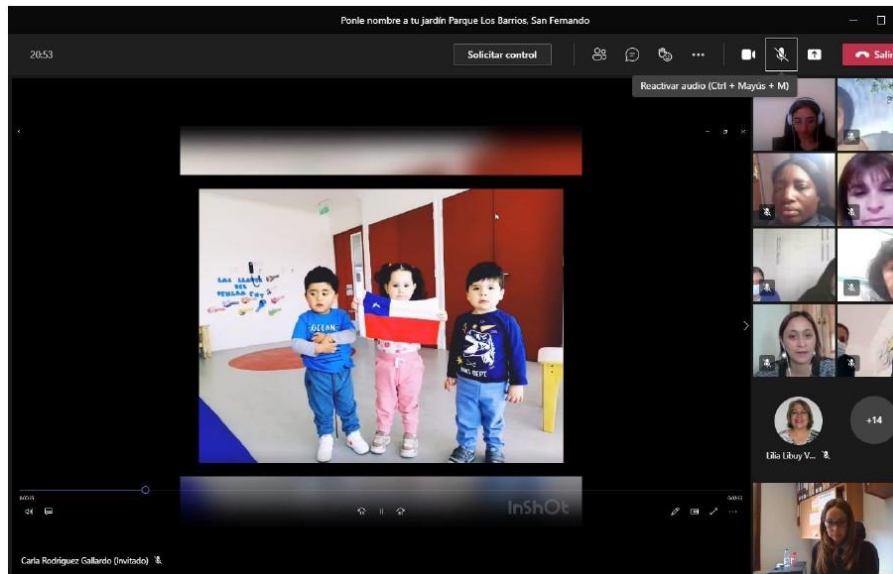 Ponle nombre a tu jardín Parque Los Barrios, San Fernando
20:53
Solicitar control
Salir
Reactivar audio (Ctrl + Mayús + M)
OCEAN
InShOt
Lilia Libuy V...
+14
Carla Rodriguez Gallardo (Invitado)